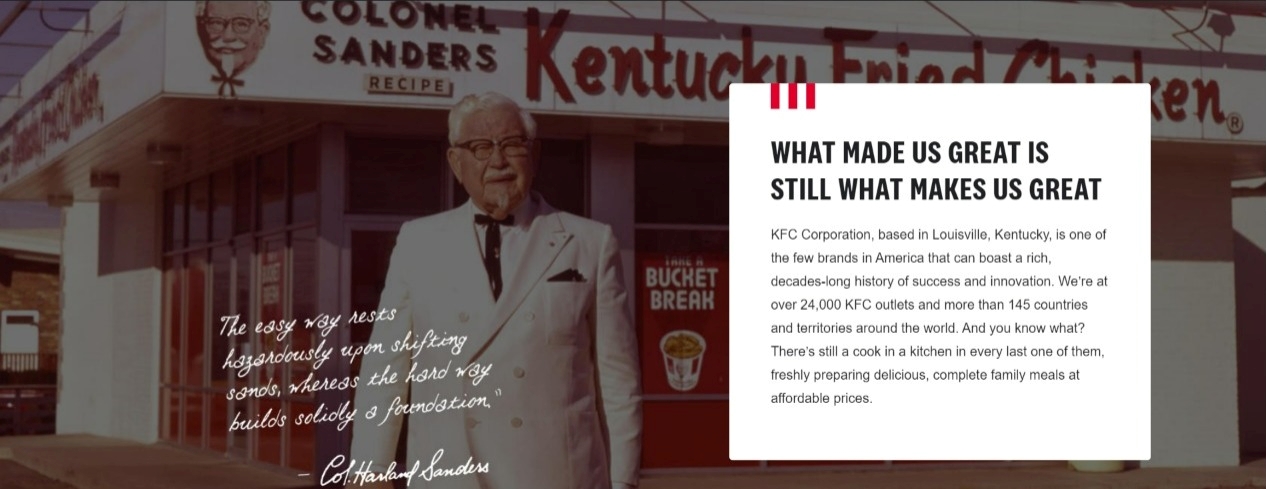 COLONEL
SANDERS
RECIPE
Kentucky Fried Chicken®
TAKE A
BUCKET
BREAK
The easy way rests
hazardously upon shifting
sands, whereas the hard way
builds solidly a foundation."
– Col. Harland Sanders
WHAT MADE US GREAT IS
STILL WHAT MAKES US GREAT
KFC Corporation, based in Louisville, Kentucky, is one of
the few brands in America that can boast a rich,
decades-long history of success and innovation. We're at
over 24,000 KFC outlets and more than 145 countries
and territories around the world. And you know what?
There's still a cook in a kitchen in every last one of them,
freshly preparing delicious, complete family meals at
affordable prices.